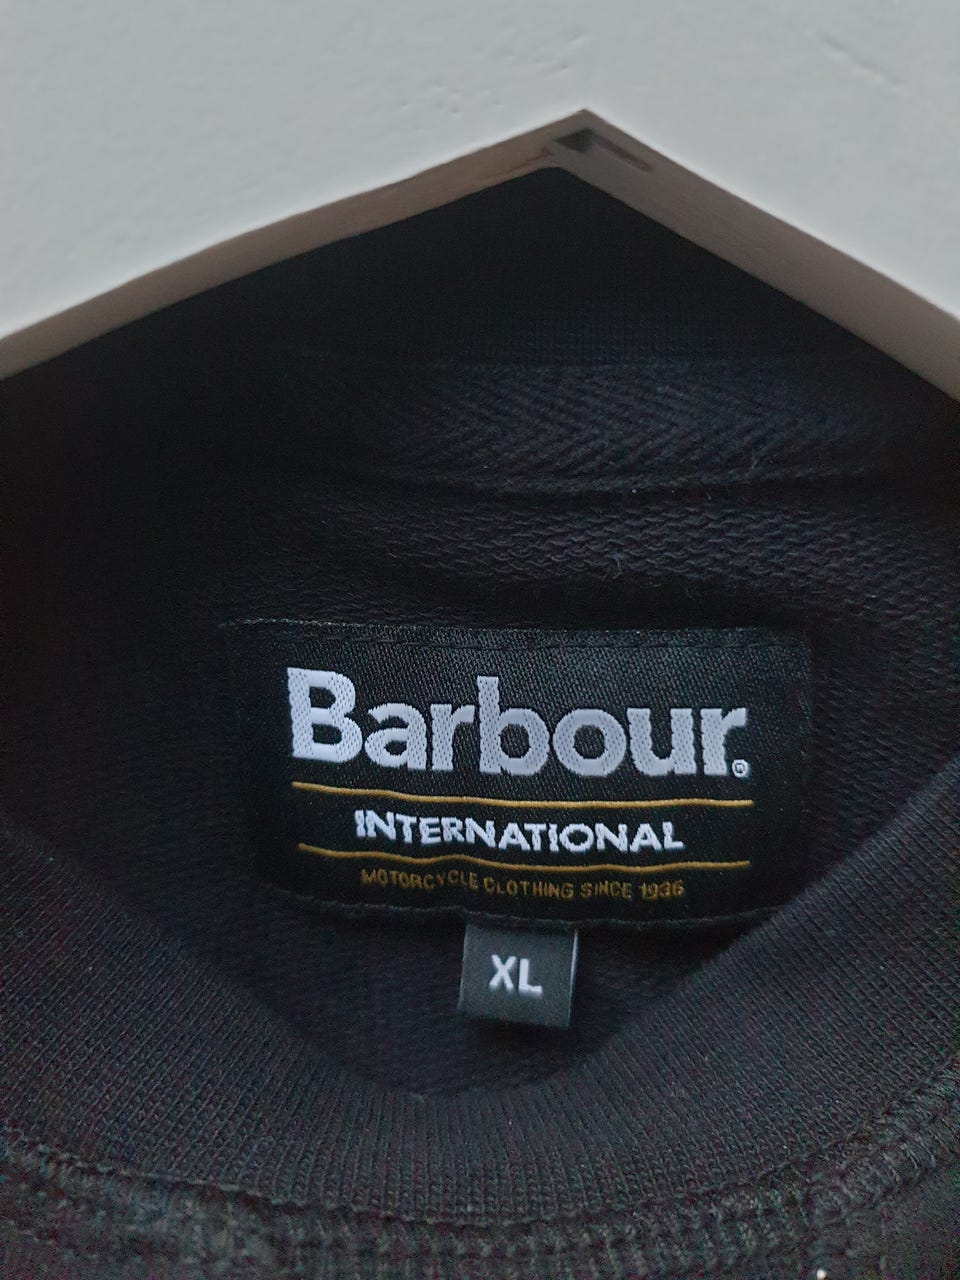 Barbour®
INTERNATIONAL
MOTORCYCLE CLOTHING SINCE 1936
XL